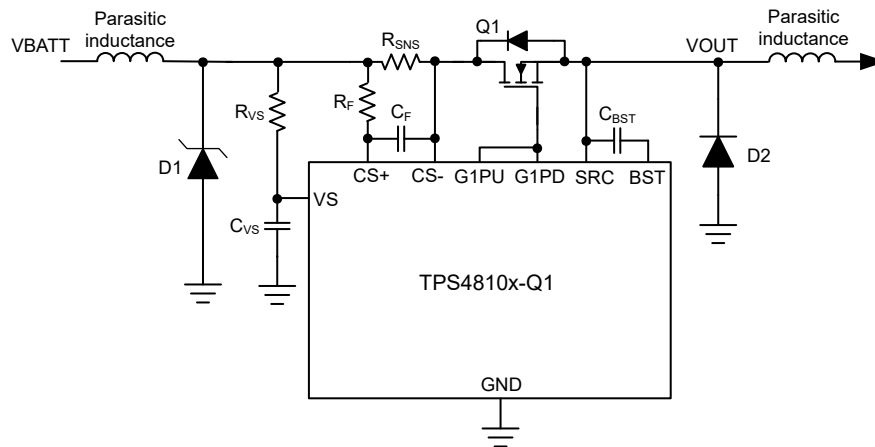 Parasitic
inductance
VBATT
RSNS
Q1
VOUT
Parasitic
inductance
RVS
RF
CF
CBST
D1
D2
CS+
CS-
G1PU
G1PD
SRC
BST
VS
CVS
TPS4810x-Q1
GND